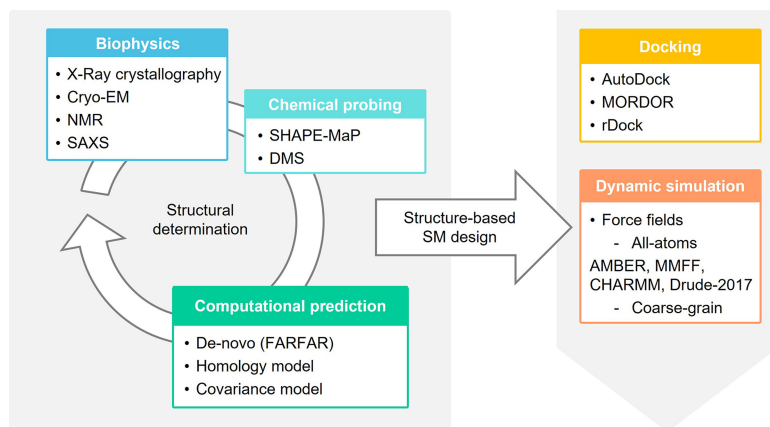 Biophysics
• X-Ray crystallography
• Cryo-EM
• NMR
• SAXS
Chemical probing
• SHAPE-MaP
• DMS
Structural
determination
Computational prediction
• De-novo (FARFAR)
• Homology model
• Covariance model
Structure-based
SM design
Docking
• AutoDock
• MORDOR
• rDock
Dynamic simulation
• Force fields
- All-atoms
AMBER, MMFF,
CHARMM, Drude-2017
- Coarse-grain